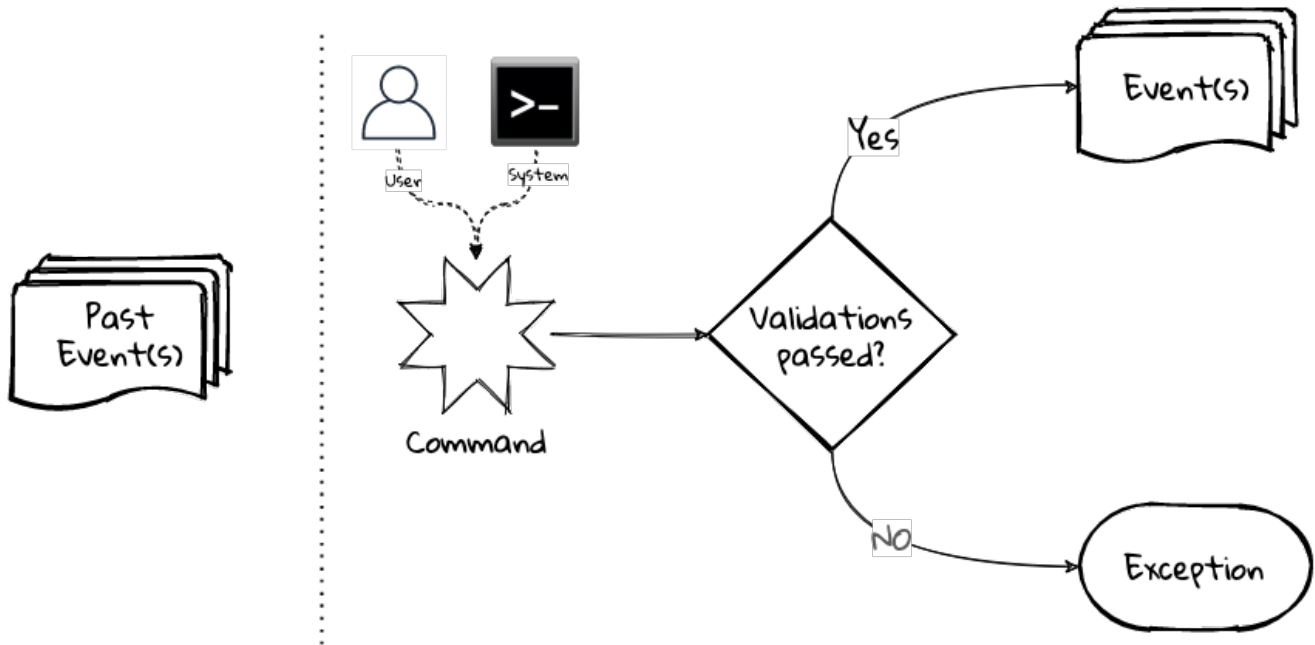 Past
Event(s)
User
System
>-
Command
Validations
passed?
Yes
Event(s)
No
Exception